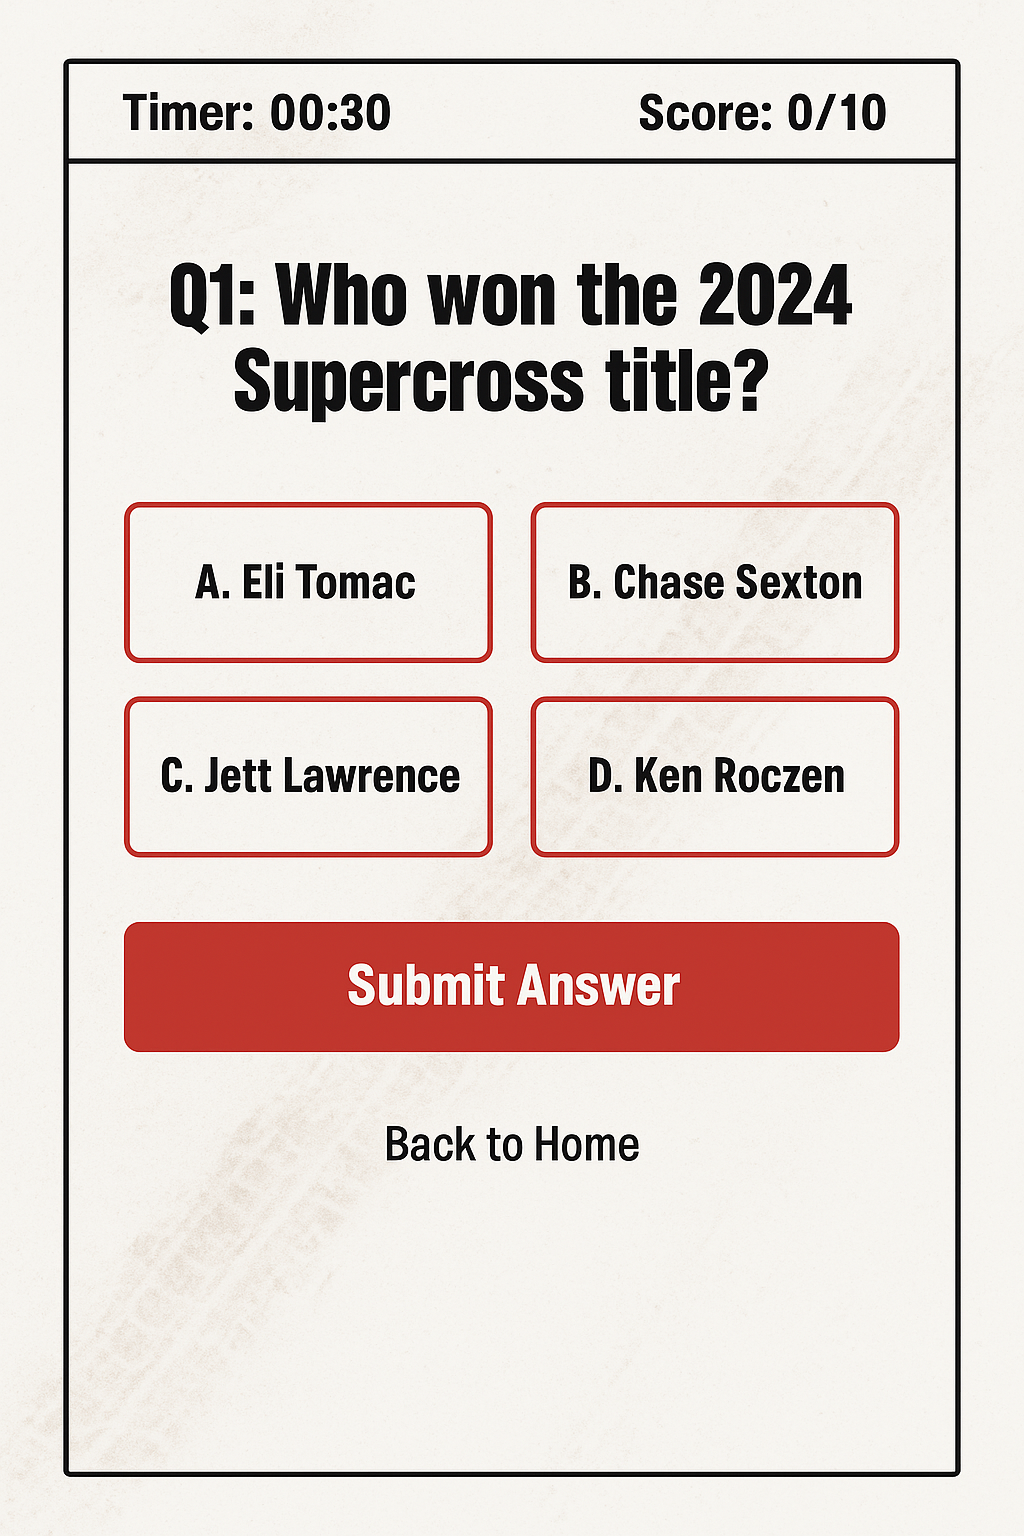 Timer: 00:30
Score: 0/10
Q1: Who won the 2024
Supercross title?
A. Eli Tomac
B. Chase Sexton
C. Jett Lawrence
D. Ken Roczen
Submit Answer
Back to Home